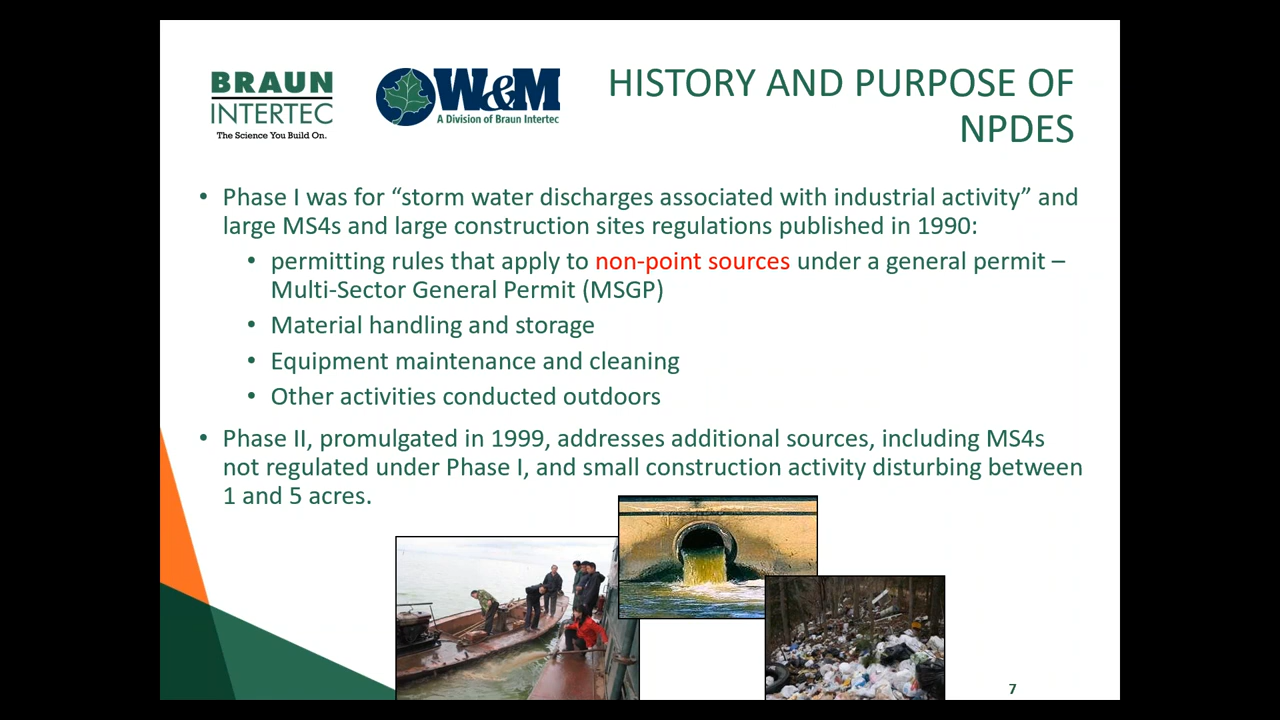 BRAUN
INTERTEC
The Science You Build On.
W&M
A Division of Braun Intertec
HISTORY AND PURPOSE OF
NPDES
• Phase I was for “storm water discharges associated with industrial activity” and
large MS4s and large construction sites regulations published in 1990:
• permitting rules that apply to non-point sources under a general permit –
Multi-Sector General Permit (MSGP)
• Material handling and storage
• Equipment maintenance and cleaning
• Other activities conducted outdoors
• Phase II, promulgated in 1999, addresses additional sources, including MS4s
not regulated under Phase I, and small construction activity disturbing between
1 and 5 acres.
7